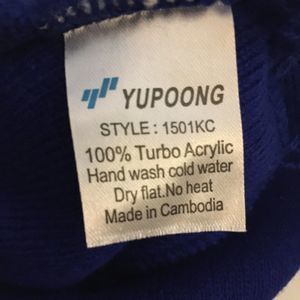 YUPOONG
STYLE : 1501KC
100% Turbo Acrylic
Hand wash cold water
Dry flat.No heat
Made in Cambodia